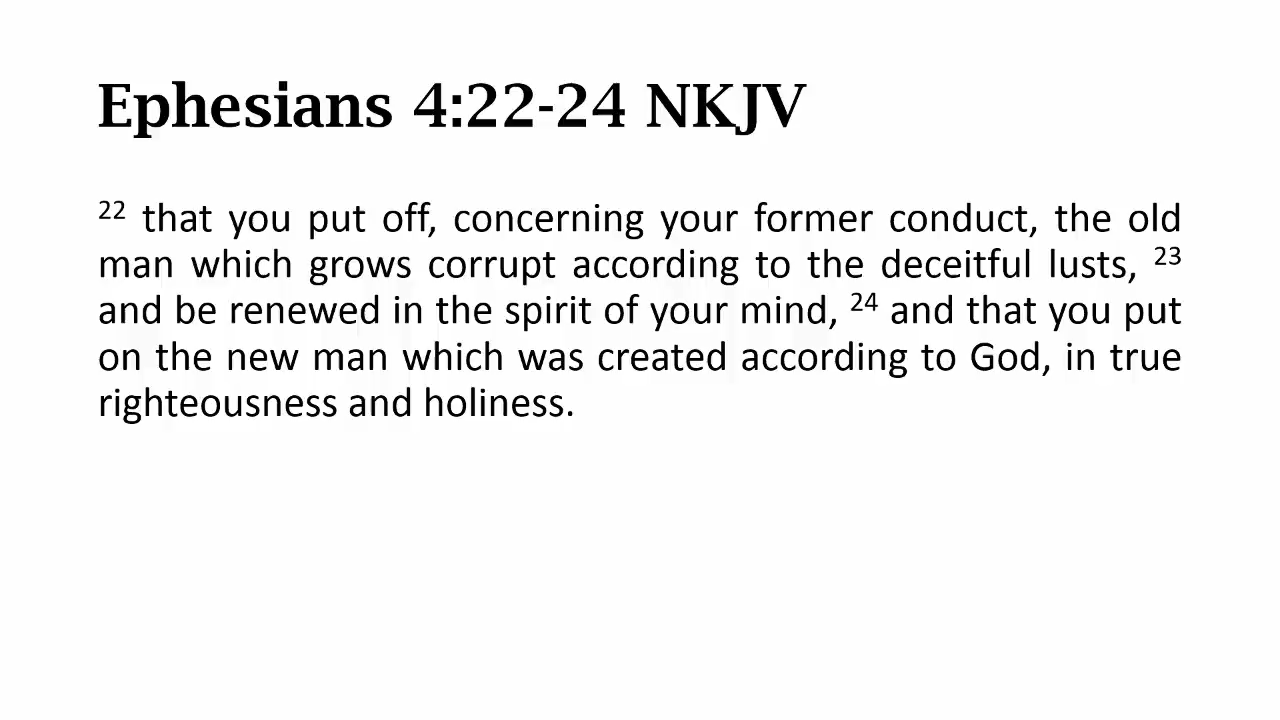 Ephesians 4:22-24 NKJV
22 that you put off, concerning your former conduct, the old
man which grows corrupt according to the deceitful lusts, 23
and be renewed in the spirit of your mind, 24 and that you put
on the new man which was created according to God, in true
righteousness and holiness.